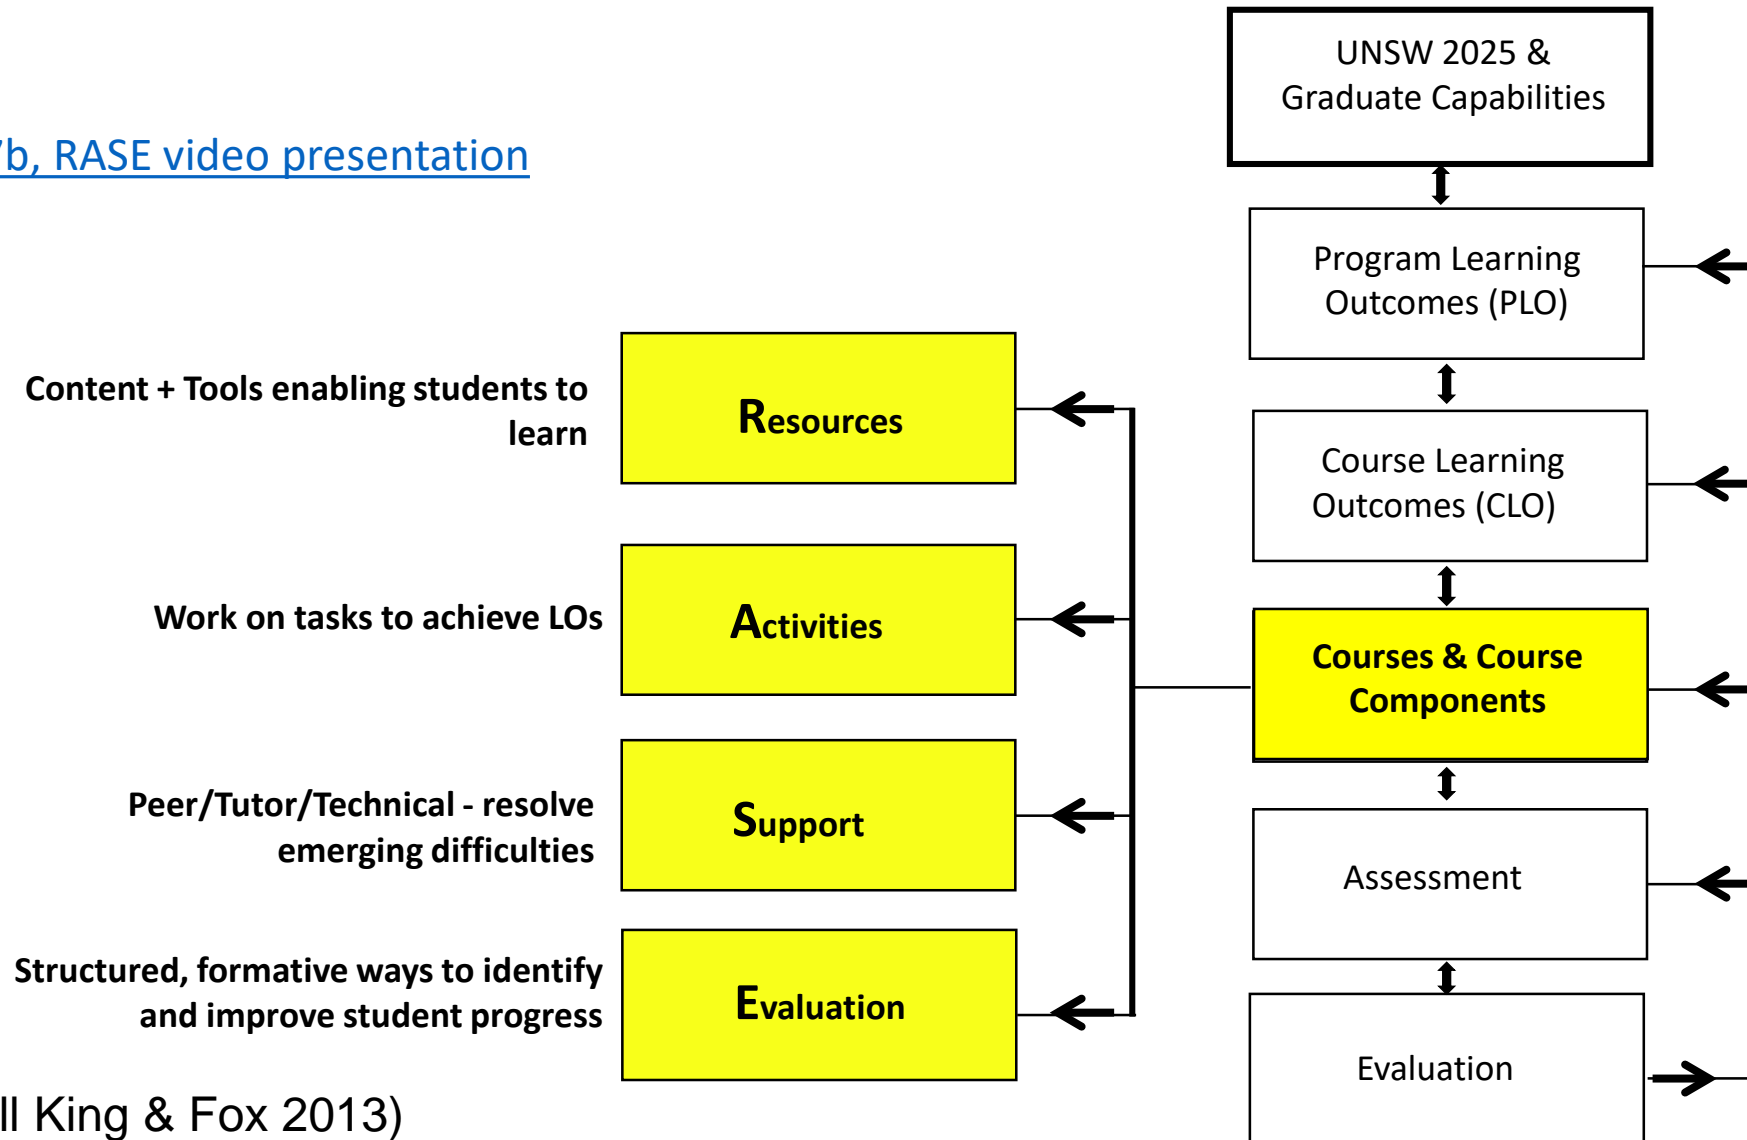 UNSW 2025 &
Graduate Capabilities
7b, RASE video presentation
Program Learning
Outcomes (PLO)
Content + Tools enabling students to
learn
Resources
Course Learning
Outcomes (CLO)
Work on tasks to achieve LOs
Activities
Courses & Course
Components
Peer/Tutor/Technical - resolve
emerging difficulties
Support
Assessment
Structured, formative ways to identify
and improve student progress
Evaluation
Evaluation
ll King & Fox 2013)